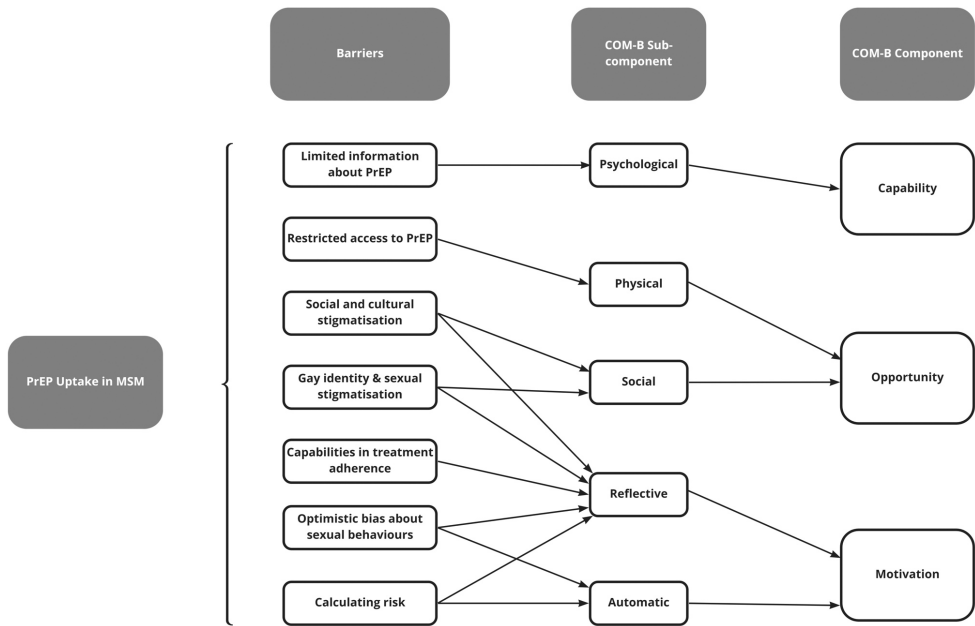 Barriers
COM-B Sub-
component
COM-B Component
PrEP Uptake in MSM
Limited information
about PrEP
Restricted access to PrEP
Social and cultural
stigmatisation
Gay identity & sexual
stigmatisation
Capabilities in treatment
adherence
Optimistic bias about
sexual behaviours
Calculating risk
Psychological
Physical
Social
Reflective
Automatic
Capability
Opportunity
Motivation